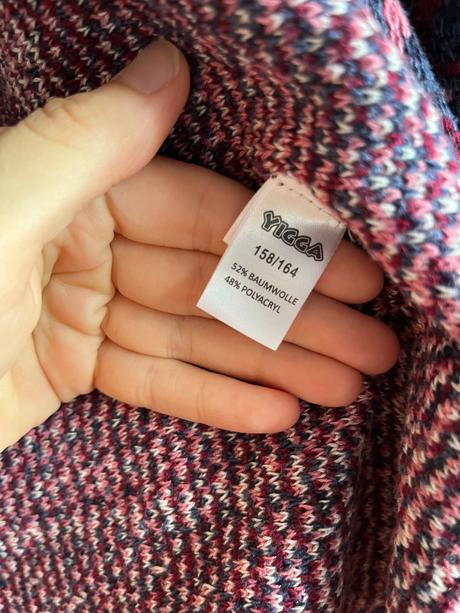 YIGGA
158/164
52% BAUMWOLLE
48% POLYACRYL